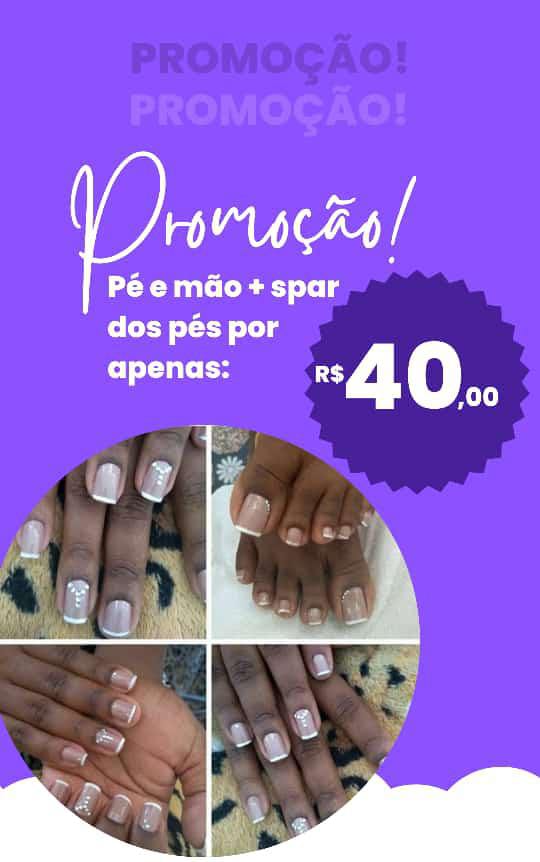 PROMOÇÃO!
PROMOÇÃO!
Promoção!
Pé e mão + spar
dos pés por
apenas:
R$40,00